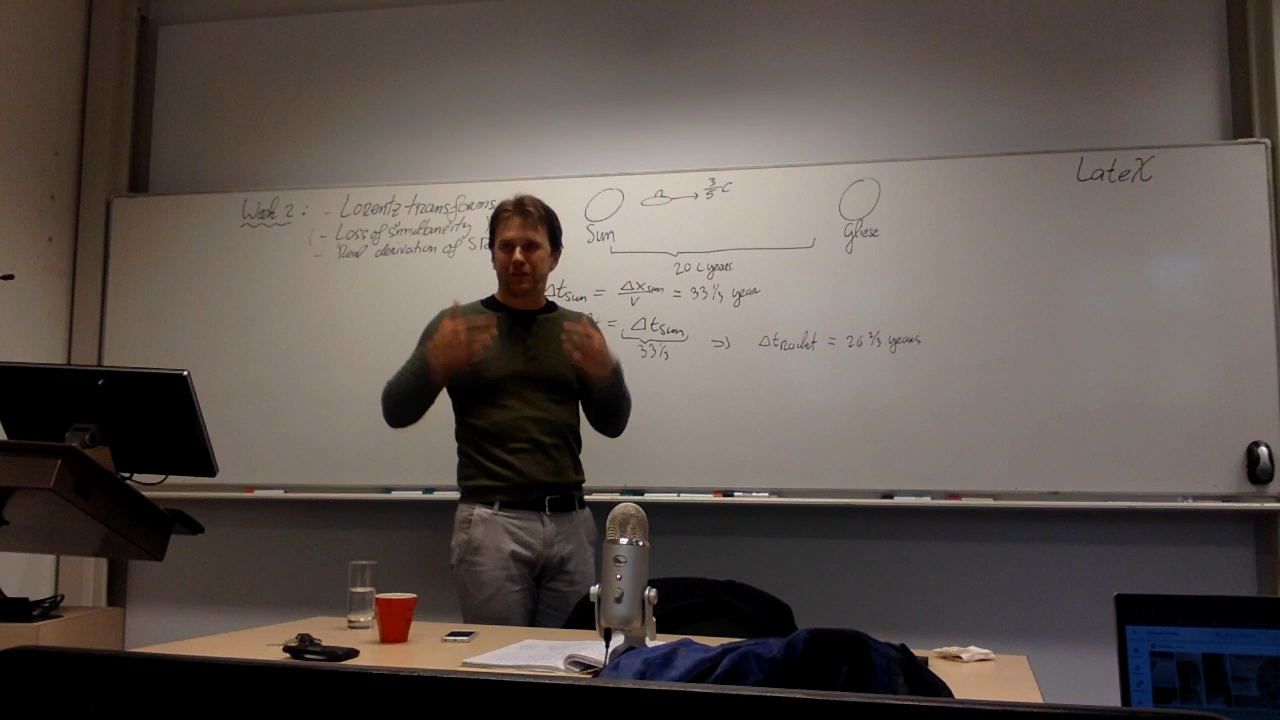 Week 2: - Lorentz transforms
(- Loss of simultaneity )
- Real derivation of
3/5 c
Sun
Gliese
20 c years
Δt_Sun = Δx_Sun / v = 33 1/3 years
= Δt_Sun ⇒ Δt_Rocket = 26 2/3 years
33 1/3
LateX